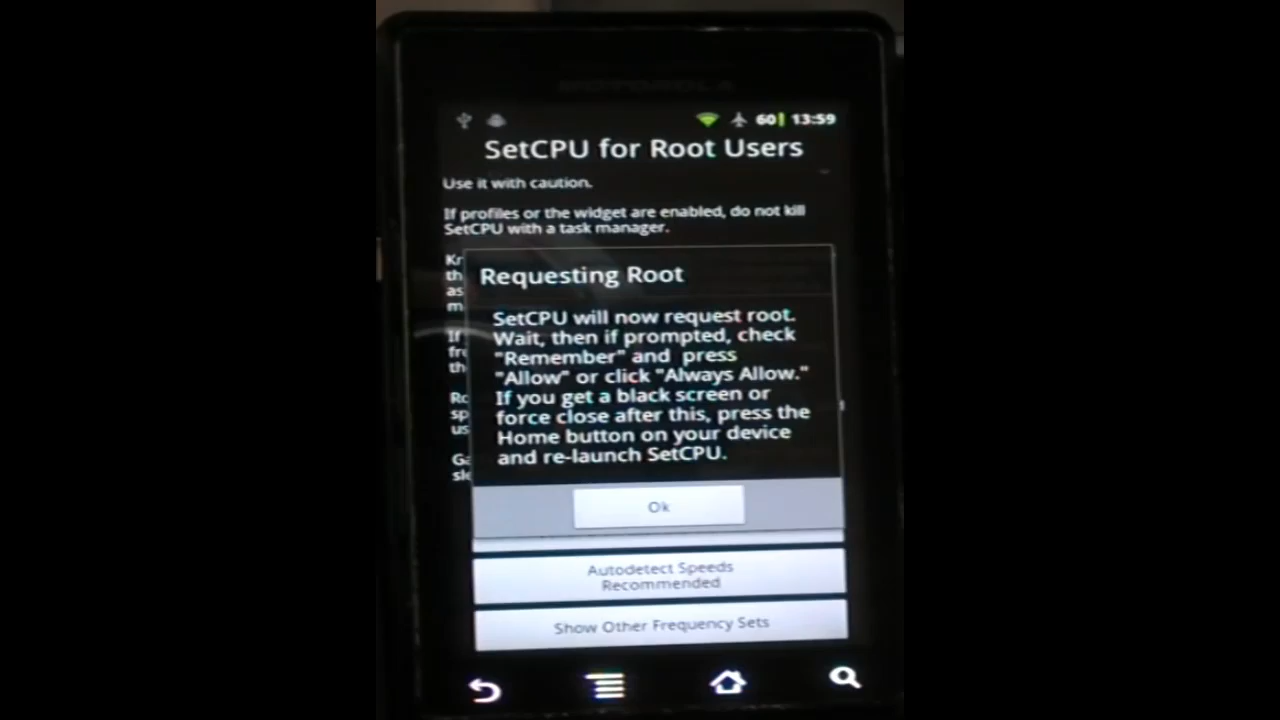 MOTOROLA
60 13:59
SetCPU for Root Users
Use it with caution.
If profiles or the widget are enabled, do not kill
SetCPU with a task manager.
Requesting Root
SetCPU will now request root.
Wait, then if prompted, check
"Remember" and press
"Allow" or click "Always Allow."
If you get a black screen or
force close after this, press the
Home button on your device
and re-launch SetCPU.
Ok
Autodetect Speeds
Recommended
Show Other Frequency Sets